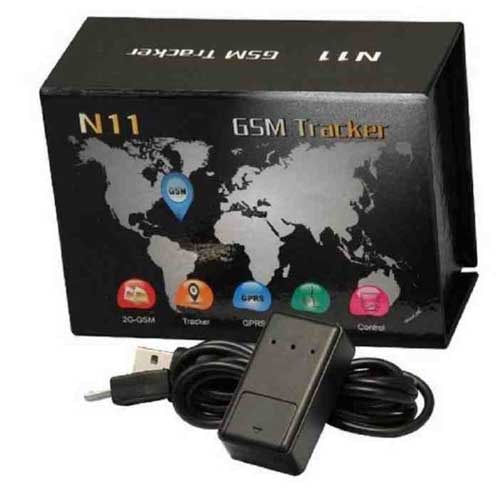 N11
GSM Tracker
N11
GSM Tracker
GSM
2G-GSM
Tracker
GPRS
GPRS
Control